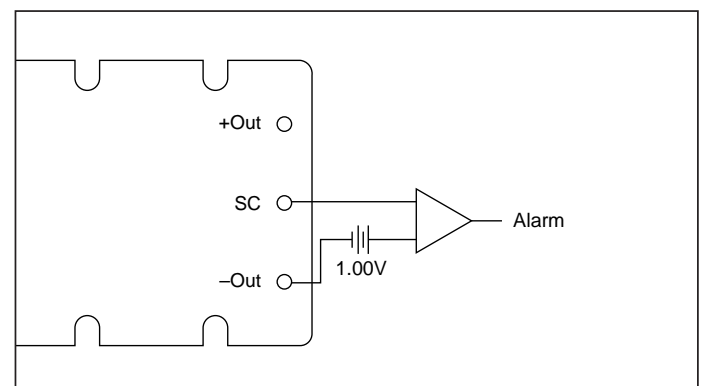 +Out
SC
Alarm
1.00V
–Out